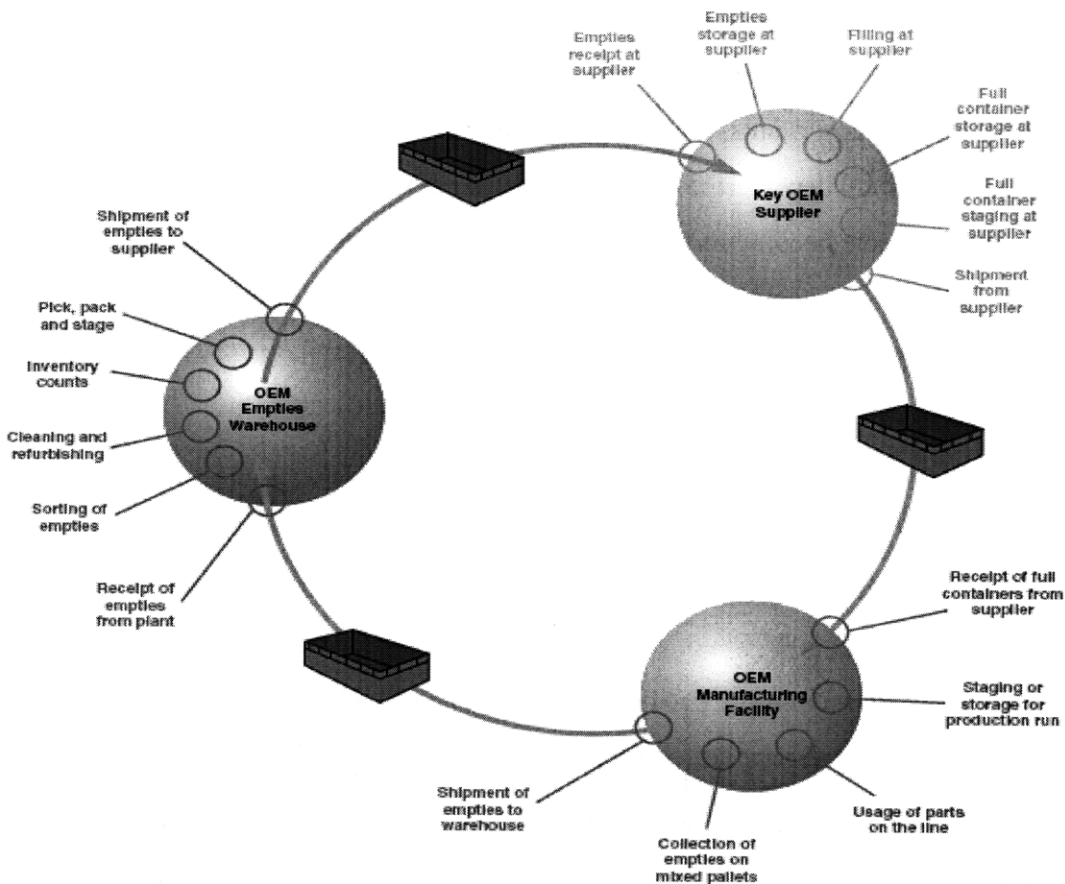 Empties
receipt at
supplier
Empties
storage at
supplier
Filling at
supplier
Full
container
storage at
supplier
Full
container
staging at
supplier
Shipment
from
supplier
Key OEM
Supplier
Shipment of
empties to
supplier
Pick, pack
and stage
Inventory
counts
Cleaning and
refurbishing
Sorting of
empties
Receipt of
empties
from plant
OEM
Empties
Warehouse
Receipt of full
containers from
supplier
Staging or
storage for
production run
Usage of parts
on the line
Collection of
empties on
mixed pallets
Shipment of
empties to
warehouse
OEM
Manufacturing
Facility